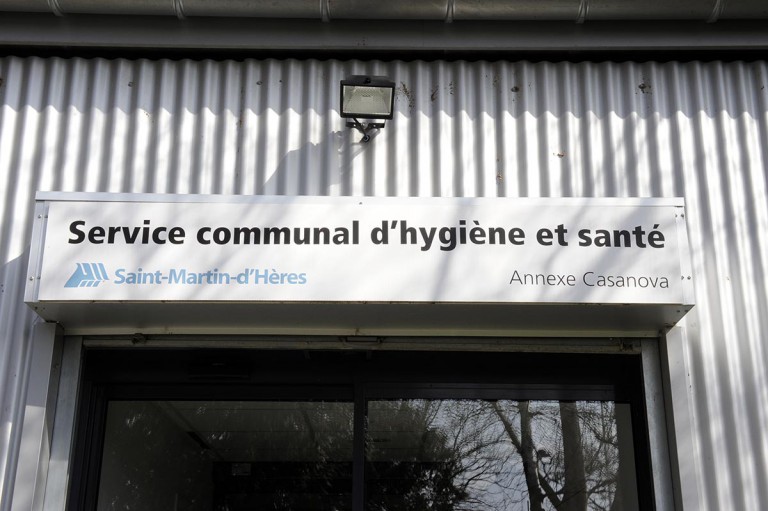 Service communal d'hygiène et santé
Saint-Martin-d'Hères
Annexe Casanova